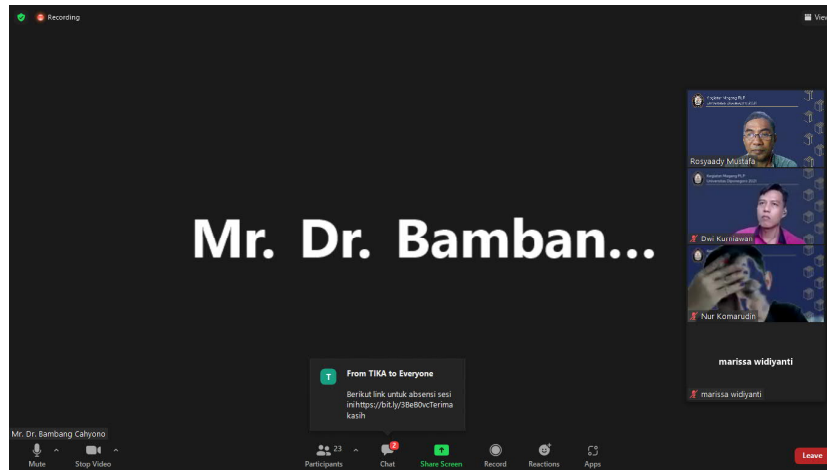 Recording
View
Rosyaady Mustafa
Dwi Kurniawan
Nur Komarudin
marissa widiyanti
marissa widiyanti
Mr. Dr. Bamban...
T
From TIKA to Everyone
Berikut link untuk absensi sesi
inihttps://bit.ly/3BeB0vcTerima
kasih
Mr. Dr. Bambang Cahyono
23
2
Mute
Stop Video
Participants
Chat
Share Screen
Record
Reactions
Apps
Leave